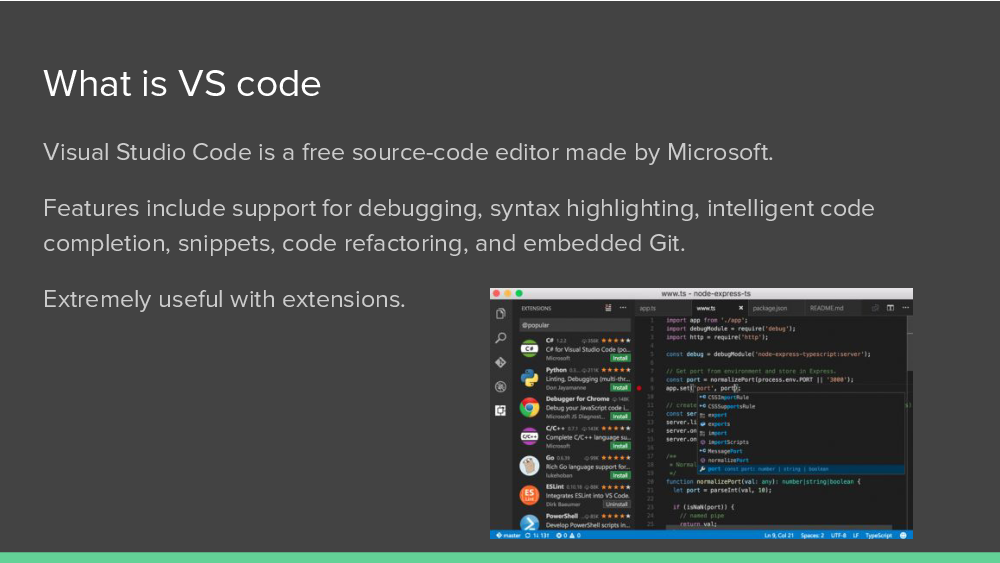 What is VS code
Visual Studio Code is a free source-code editor made by Microsoft.
Features include support for debugging, syntax highlighting, intelligent code
completion, snippets, code refactoring, and embedded Git.
Extremely useful with extensions.
www.ts - node-express-ts
EXTENSIONS
@popular
C# 1.2.2
C# for Visual Studio Code (po...
Microsoft
Install
Python
Linting, Debugging (multi-thr...
Don Jayamanne
Install
Debugger for Chrome
Debug your JavaScript code i...
Microsoft JS Diagnost...
Install
C/C++ 0.7.1
Complete C/C++ language su...
Microsoft
Install
Go
Rich Go language support for...
lukehoban
Install
ESLint
Integrates ESLint into VS Code.
Dirk Baeumer
Uninstall
PowerShell
Develop PowerShell scripts in...
app.ts
www.ts
package.json
README.md
import app from './app';
import debugModule = require('debug');
import http = require('http');
const debug = debugModule('node-express-typescript:server');
// Get port from environment and store in Express.
const port = normalizePort(process.env.PORT || '3000');
app.set('port', port);
// create
const ser
server.li
server.on
server.on
CSSImportRule
CSSSupportsRule
export
exports
import
importScripts
MessagePort
normalizePort
port const port: number | string | boolean
/**
* Normal
*/
function normalizePort(val: any): number|string|boolean {
let port = parseInt(val, 10);
if (isNaN(port)) {
// named pipe
return val;
master
Ln 9, Col 21 Spaces: 2 UTF-8 LF TypeScript